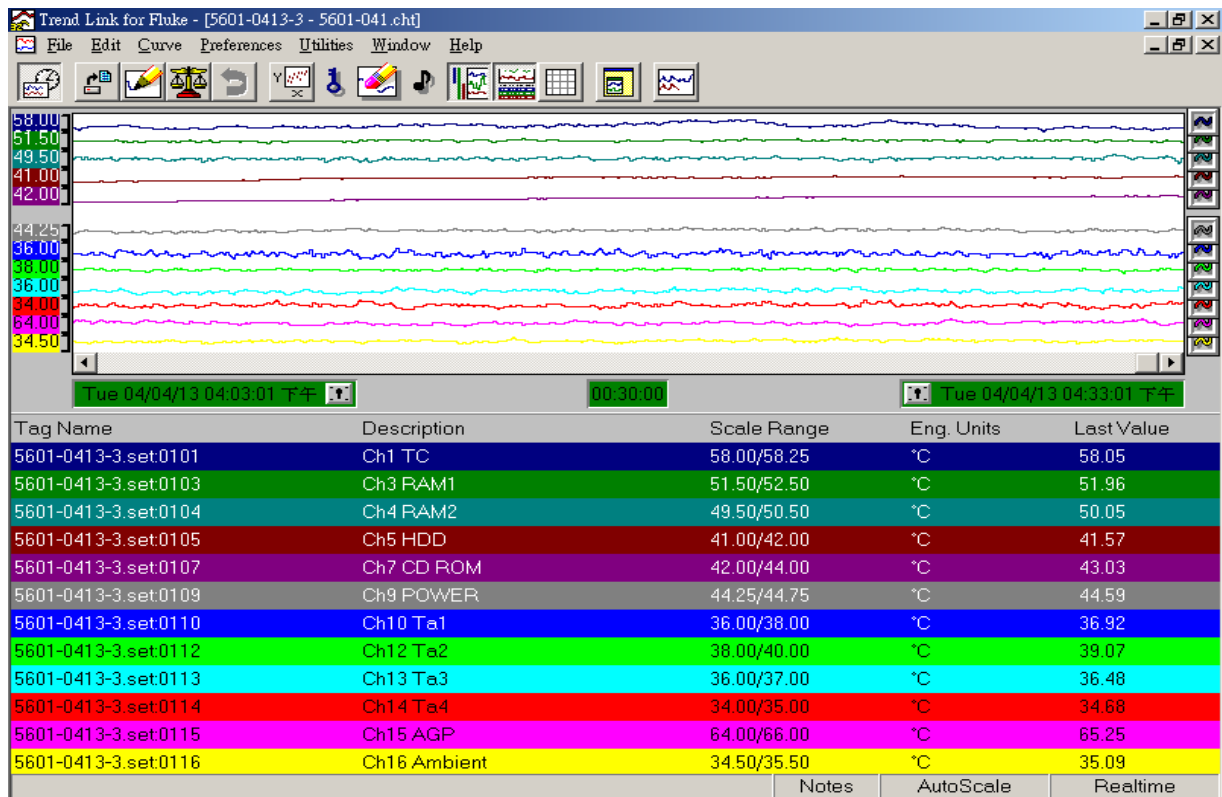 Trend Link for Fluke - [5601-0413-3 - 5601-041.cht]
File Edit Curve Preferences Utilities Window Help
58.00
51.50
49.50
41.00
42.00
44.25
36.00
38.00
36.00
34.00
64.00
34.50
Tue 04/04/13 04:03:01 下午 00:30:00 Tue 04/04/13 04:33:01 下午
Tag Name Description Scale Range Eng. Units Last Value
5601-0413-3.set:0101 Ch1 TC 58.00/58.25 °C 58.05
5601-0413-3.set:0103 Ch3 RAM1 51.50/52.50 °C 51.96
5601-0413-3.set:0104 Ch4 RAM2 49.50/50.50 °C 50.05
5601-0413-3.set:0105 Ch5 HDD 41.00/42.00 °C 41.57
5601-0413-3.set:0107 Ch7 CD ROM 42.00/44.00 °C 43.03
5601-0413-3.set:0109 Ch9 POWER 44.25/44.75 °C 44.59
5601-0413-3.set:0110 Ch10 Ta1 36.00/38.00 °C 36.92
5601-0413-3.set:0112 Ch12 Ta2 38.00/40.00 °C 39.07
5601-0413-3.set:0113 Ch13 Ta3 36.00/37.00 °C 36.48
5601-0413-3.set:0114 Ch14 Ta4 34.00/35.00 °C 34.68
5601-0413-3.set:0115 Ch15 AGP 64.00/66.00 °C 65.25
5601-0413-3.set:0116 Ch16 Ambient 34.50/35.50 °C 35.09
Notes AutoScale Realtime